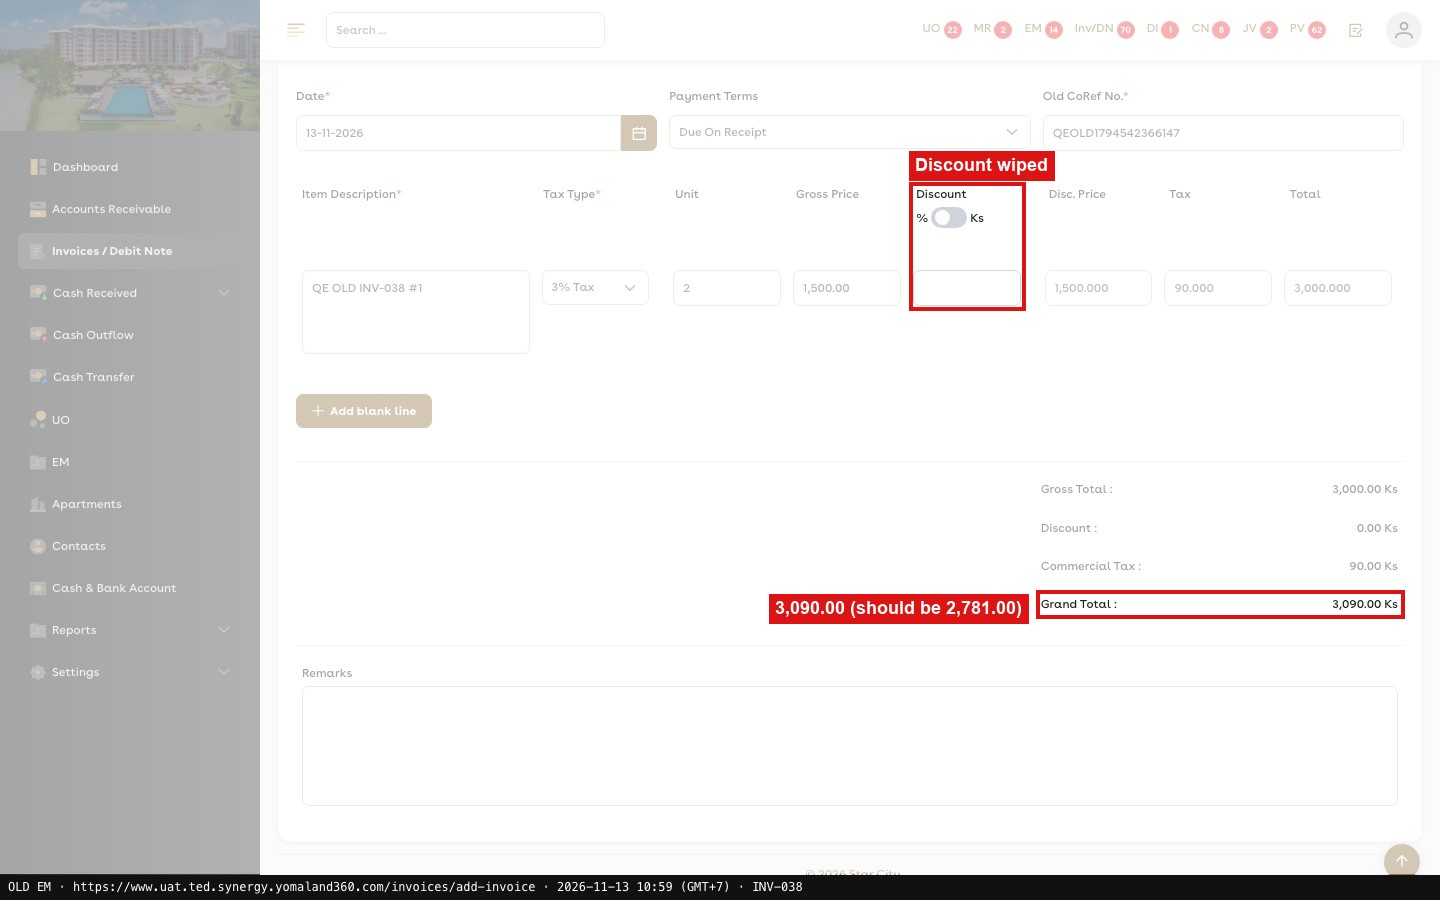 Search ...
UO 22 MR 2 EM 14 Inv/DN 70 DI 1 CN 8 JV 2 PV 62
Dashboard
Accounts Receivable
Invoices / Debit Note
Cash Received
Cash Outflow
Cash Transfer
UO
EM
Apartments
Contacts
Cash & Bank Account
Reports
Settings
Date* Payment Terms Old CoRef No.*
13-11-2026 Due On Receipt QEOLD1794542366147
Discount wiped
Item Description* Tax Type* Unit Gross Price Discount Disc. Price Tax Total
% Ks
QE OLD INV-038 #1 3% Tax 2 1,500.00 1,500.000 90.000 3,000.000
+ Add blank line
Gross Total : 3,000.00 Ks
Discount : 0.00 Ks
Commercial Tax : 90.00 Ks
3,090.00 (should be 2,781.00) Grand Total : 3,090.00 Ks
Remarks
© 2026 Star City
OLD EM · https://www.uat.ted.synergy.yomaland360.com/invoices/add-invoice · 2026-11-13 10:59 (GMT+7) · INV-038